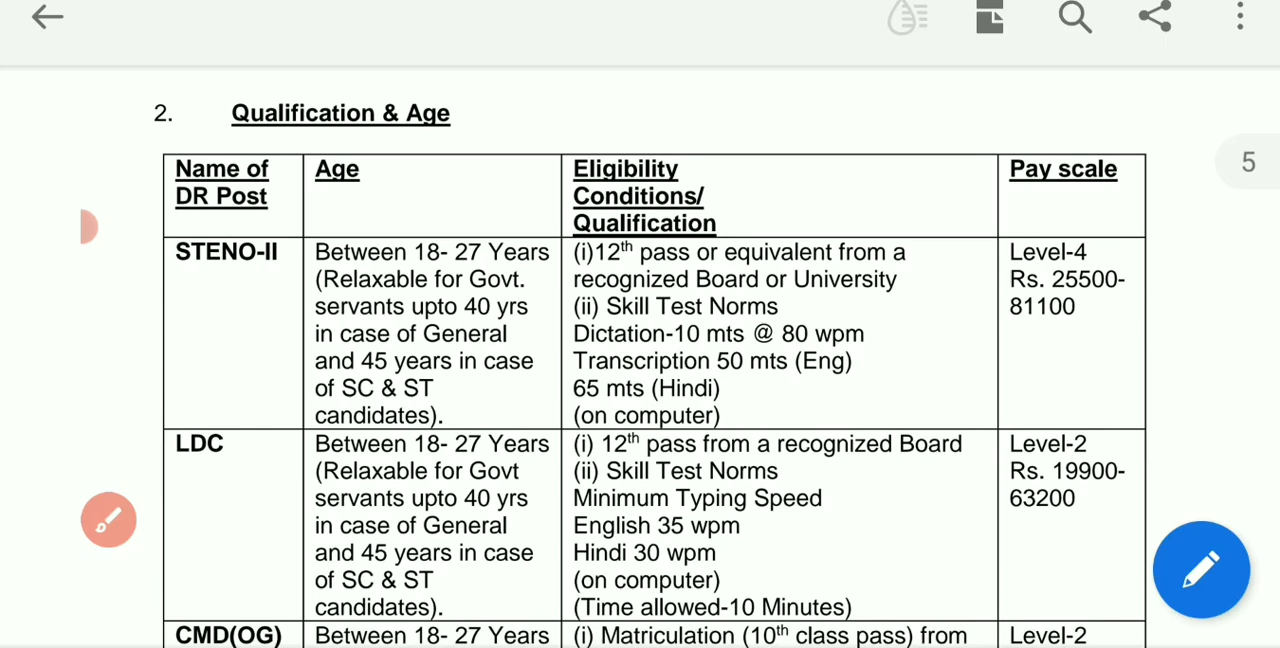 2. Qualification & Age
5
Name of
DR Post
Age
Eligibility
Conditions/
Qualification
Pay scale
STENO-II
Between 18- 27 Years
(Relaxable for Govt.
servants upto 40 yrs
in case of General
and 45 years in case
of SC & ST
candidates).
(i)12th pass or equivalent from a
recognized Board or University
(ii) Skill Test Norms
Dictation-10 mts @ 80 wpm
Transcription 50 mts (Eng)
65 mts (Hindi)
(on computer)
Level-4
Rs. 25500-
81100
LDC
Between 18- 27 Years
(Relaxable for Govt
servants upto 40 yrs
in case of General
and 45 years in case
of SC & ST
candidates).
(i) 12th pass from a recognized Board
(ii) Skill Test Norms
Minimum Typing Speed
English 35 wpm
Hindi 30 wpm
(on computer)
(Time allowed-10 Minutes)
Level-2
Rs. 19900-
63200
CMD(OG)
Between 18- 27 Years
(i) Matriculation (10th class pass) from
Level-2